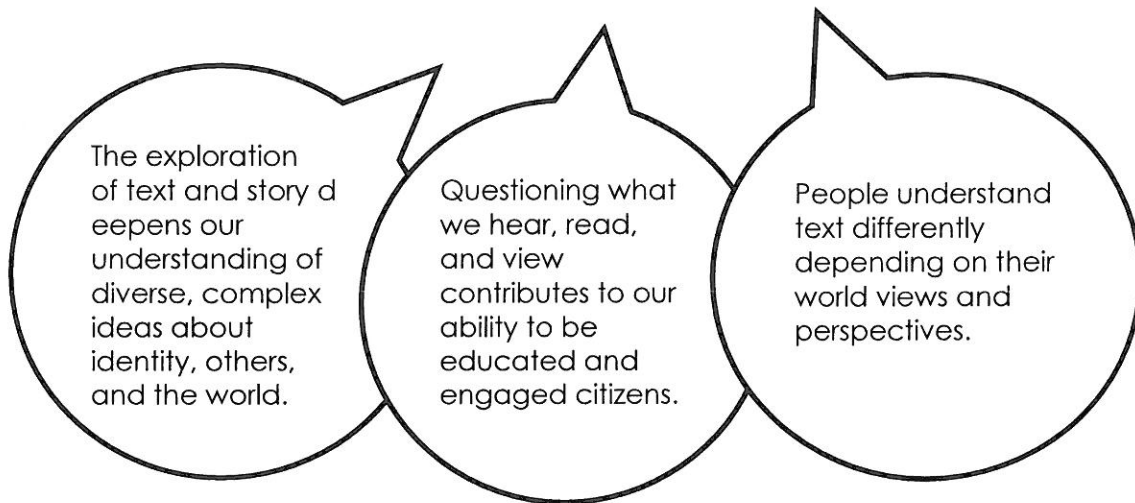 The exploration
of text and story d
eepens our
understanding of
diverse, complex
ideas about
identity, others,
and the world.
Questioning what
we hear, read,
and view
contributes to our
ability to be
educated and
engaged citizens.
People understand
text differently
depending on their
world views and
perspectives.